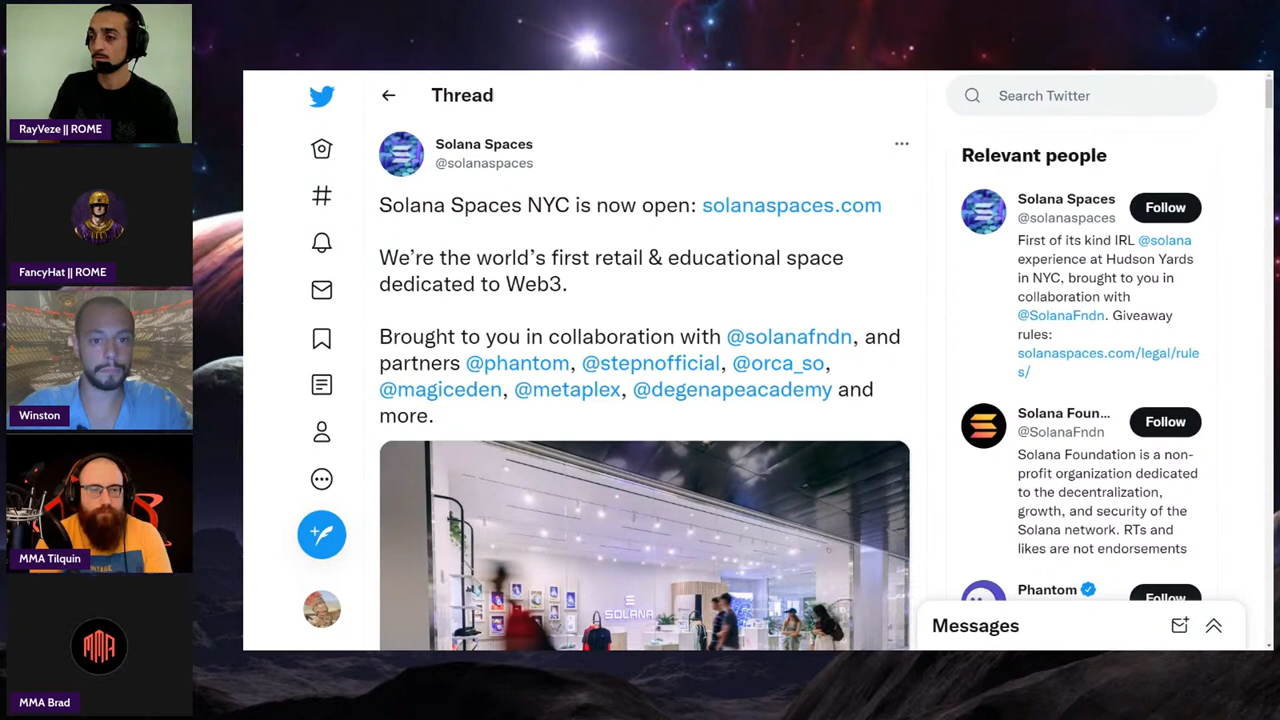 RayVeze || ROME
FancyHat || ROME
Winston
MMA Tilquin
MMA
MMA Brad
Thread
Solana Spaces
@solanaspaces
Solana Spaces NYC is now open: solanaspaces.com
We're the world's first retail & educational space
dedicated to Web3.
Brought to you in collaboration with @solanafndn, and
partners @phantom, @stepnofficial, @orca_so,
@magiceden, @metaplex, @degenapeacademy and
more.
SOLANA
Search Twitter
Relevant people
Solana Spaces
@solanaspaces
Follow
First of its kind IRL @solana
experience at Hudson Yards
in NYC, brought to you in
collaboration with
@SolanaFndn. Giveaway
rules:
solanaspaces.com/legal/rule
s/
Solana Foun...
@SolanaFndn
Follow
Solana Foundation is a non-
profit organization dedicated
to the decentralization,
growth, and security of the
Solana network. RTs and
likes are not endorsements
Phantom
Follow
Messages